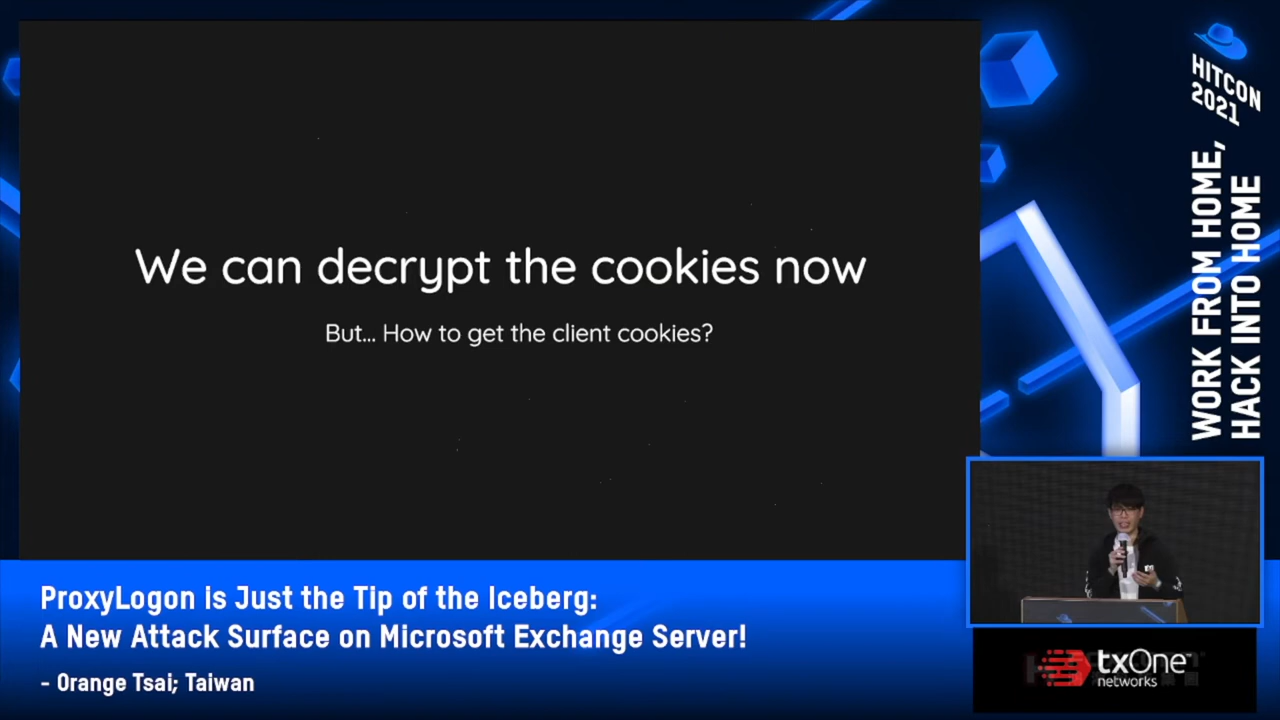 We can decrypt the cookies now
But... How to get the client cookies?
HITCON
2021
WORK FROM HOME,
HACK INTO HOME
ProxyLogon is Just the Tip of the Iceberg:
A New Attack Surface on Microsoft Exchange Server!
- Orange Tsai; Taiwan
txOne
networks